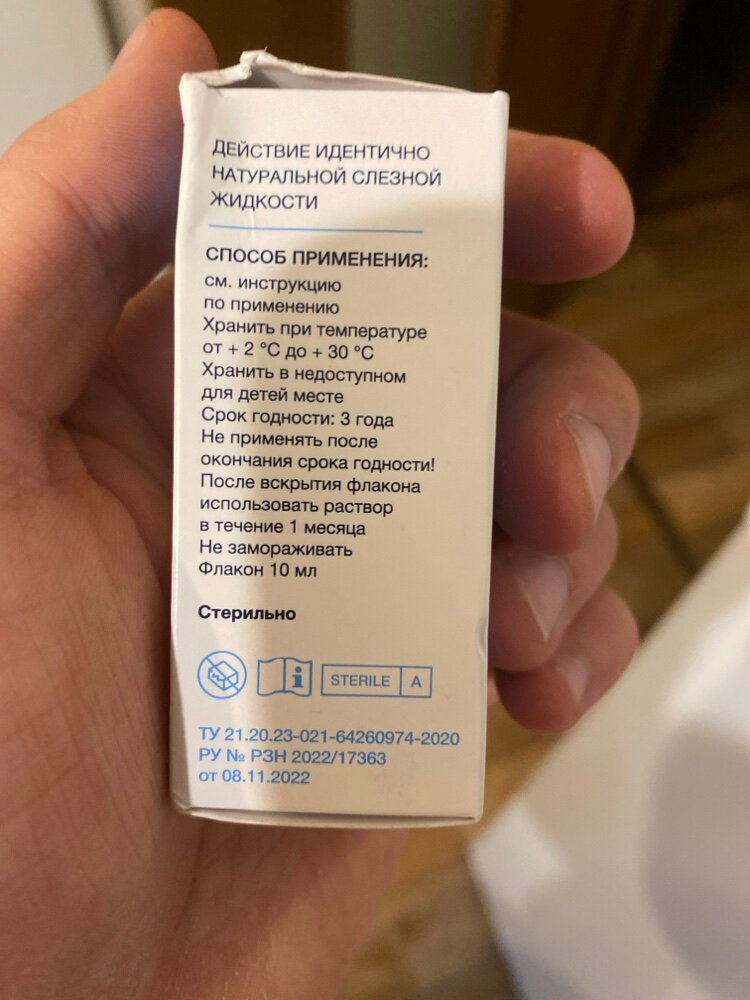 ДЕЙСТВИЕ ИДЕНТИЧНО
НАТУРАЛЬНОЙ СЛЕЗНОЙ
ЖИДКОСТИ
СПОСОБ ПРИМЕНЕНИЯ:
см. инструкцию
по применению
Хранить при температуре
от + 2 °C до + 30 °C
Хранить в недоступном
для детей месте
Срок годности: 3 года
Не применять после
окончания срока годности!
После вскрытия флакона
использовать раствор
в течение 1 месяца
Не замораживать
Флакон 10 мл
Стерильно
STERILE A
ТУ 21.20.23-021-64260974-2020
РУ № РЗН 2022/17363
от 08.11.2022